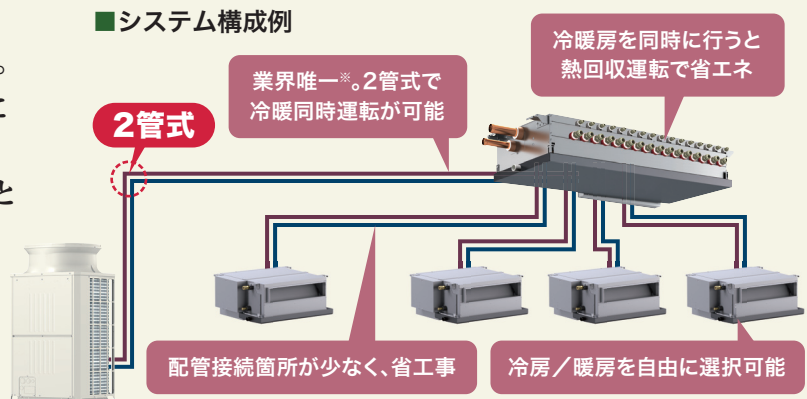 ■システム構成例
。
に
と
冷暖房を同時に行うと
熱回収運転で省エネ
業界唯一※。2管式で
冷暖同時運転が可能
2管式
配管接続箇所が少なく、省工事
冷房／暖房を自由に選択可能